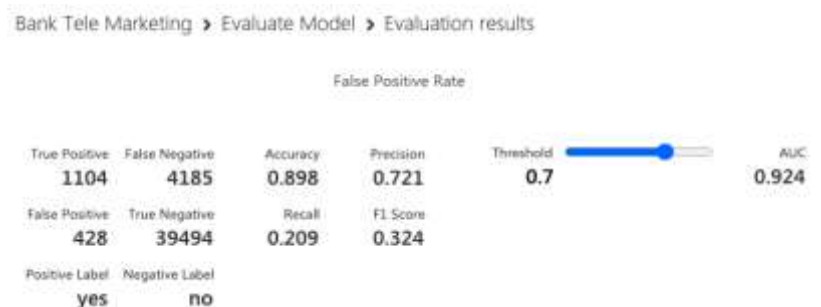 Bank Tele Marketing > Evaluate Model > Evaluation results
False Positive Rate
True Positive False Negative Accuracy Precision Threshold AUC
1104 4185 0.898 0.721 0.7 0.924
False Positive True Negative Recall F1 Score
428 39494 0.209 0.324
Positive Label Negative Label
yes no